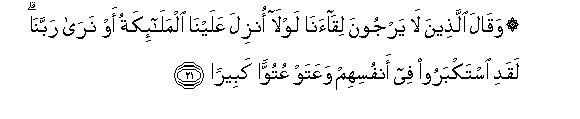 ۞ وَقَالَ ٱلَّذِينَ لَا يَرْجُونَ لِقَآءَنَا لَوْلَآ أُنزِلَ عَلَيْنَا ٱلْمَلَـٰٓئِكَةُ أَوْ نَرَىٰ رَبَّنَا ۗ
لَقَدِ ٱسْتَكْبَرُوا۟ فِىٓ أَنفُسِهِمْ وَعَتَوْ عُتُوًّا كَبِيرًا ﴿٢١﴾